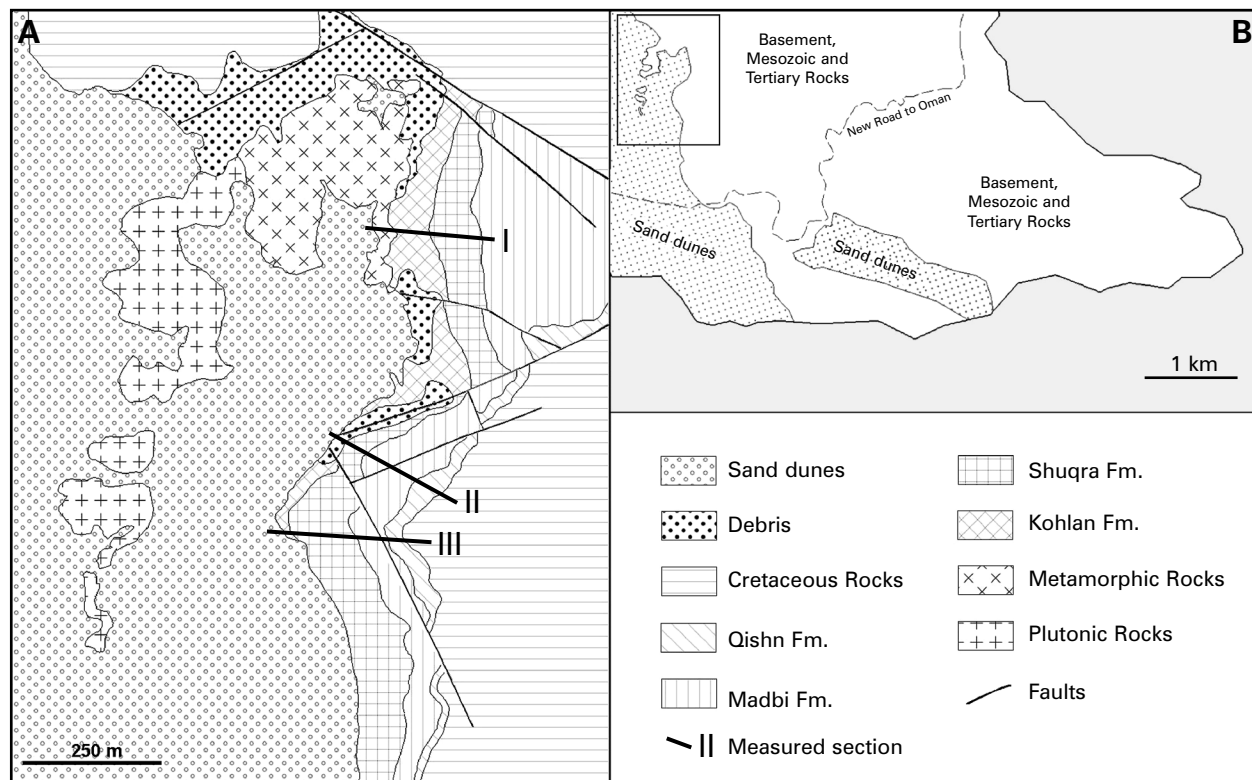 A
I
II
III
250 m
B
Basement,
Mesozoic and
Tertiary Rocks
New Road to Oman
Basement,
Mesozoic and
Tertiary Rocks
Sand dunes
Sand dunes
1 km
Sand dunes
Debris
Cretaceous Rocks
Qishn Fm.
Madbi Fm.
II Measured section
Shuqra Fm.
Kohlan Fm.
Metamorphic Rocks
Plutonic Rocks
Faults